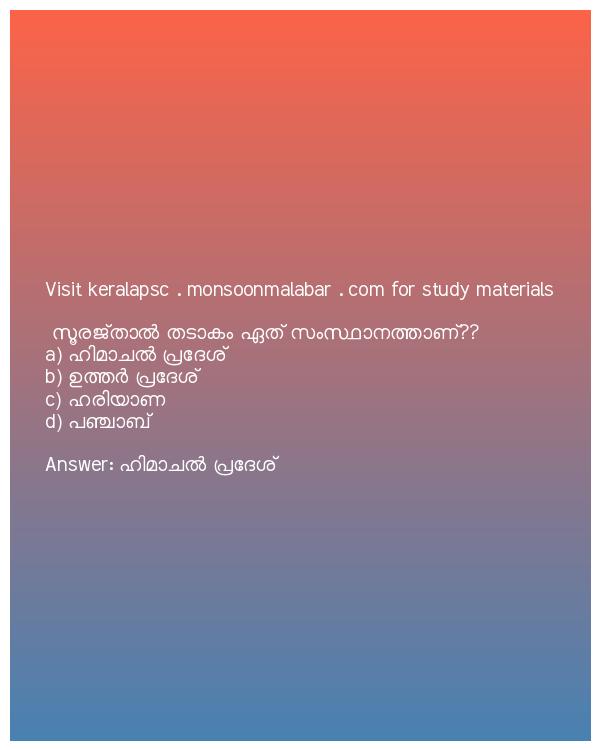 Visit keralapsc . monsoonmalabar . com for study materials
സൂരജ്താൽ തടാകം ഏത് സംസ്ഥാനത്താണ്??
a) ഹിമാചൽ പ്രദേശ്
b) ഉത്തർ പ്രദേശ്
c) ഹരിയാണ
d) പഞ്ചാബ്
Answer: ഹിമാചൽ പ്രദേശ്